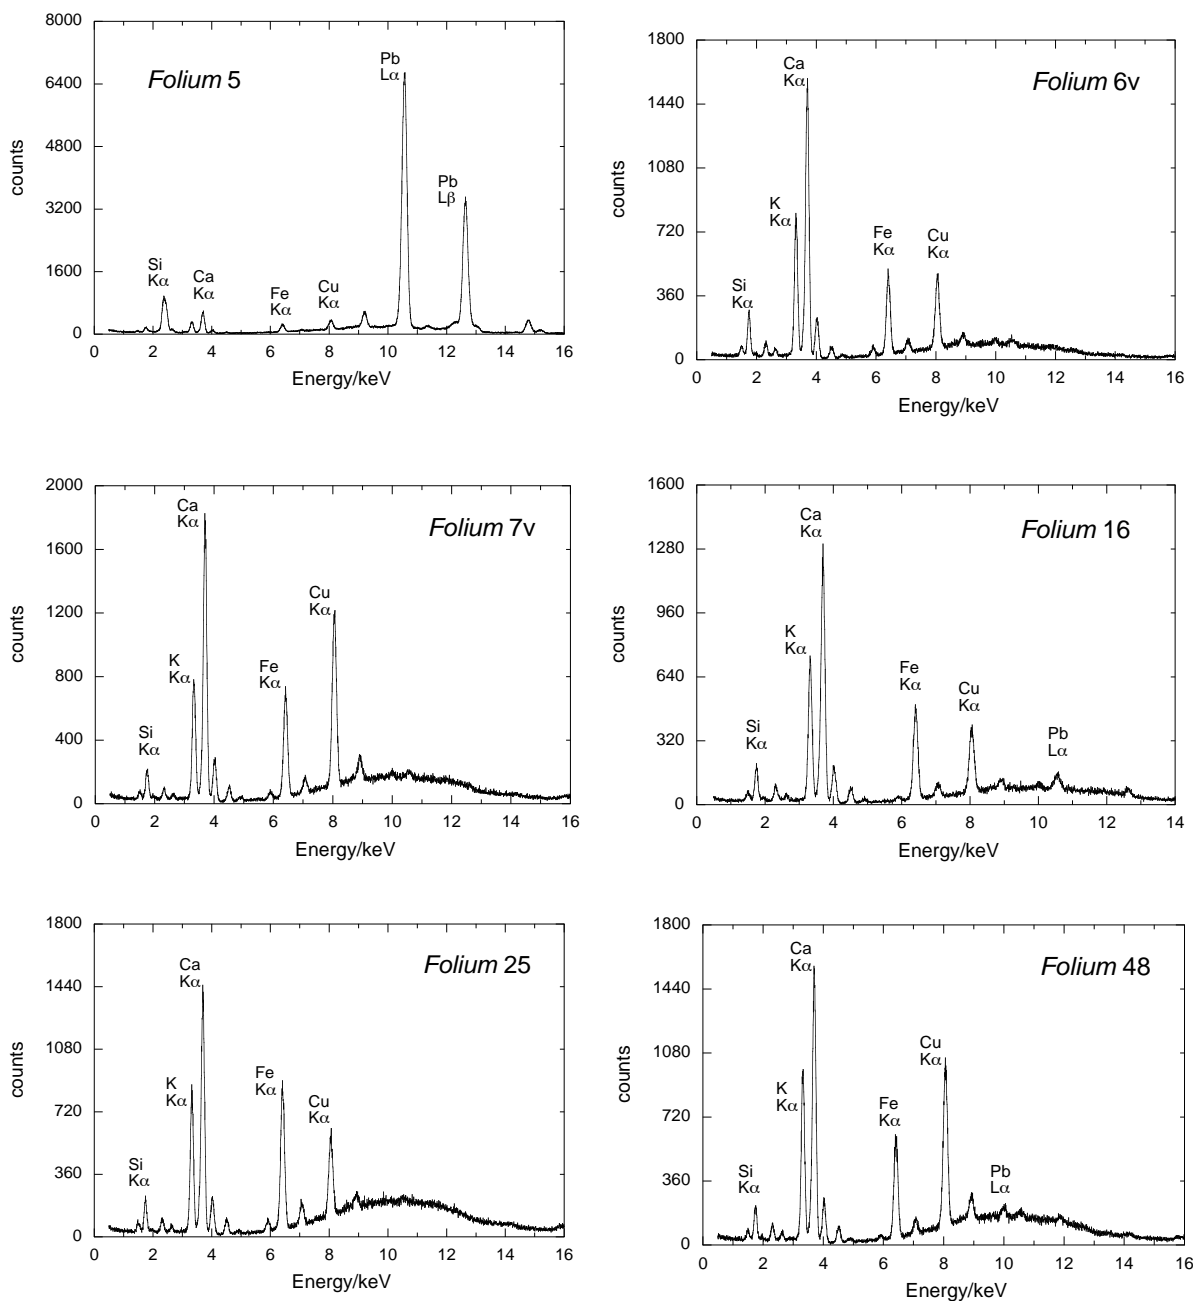 8000
6400
4800
3200
1600
0
counts
Folium 5
Pb
Lα
Pb
Lβ
Si
Kα
Ca
Kα
Fe
Kα
Cu
Kα
0 2 4 6 8 10 12 14 16
Energy/keV
1800
1440
1080
720
360
0
counts
Folium 6v
Ca
Kα
K
Kα
Fe
Kα
Cu
Kα
Si
Kα
0 2 4 6 8 10 12 14 16
Energy/keV
2000
1600
1200
800
400
0
counts
Folium 7v
Ca
Kα
Cu
Kα
K
Kα
Fe
Kα
Si
Kα
0 2 4 6 8 10 12 14 16
Energy/keV
1600
1280
960
640
320
0
counts
Folium 16
Ca
Kα
K
Kα
Fe
Kα
Cu
Kα
Si
Kα
Pb
Lα
0 2 4 6 8 10 12 14
Energy/keV
1800
1440
1080
720
360
0
counts
Folium 25
Ca
Kα
K
Kα
Fe
Kα
Cu
Kα
Si
Kα
0 2 4 6 8 10 12 14 16
Energy/keV
1800
1440
1080
720
360
0
counts
Folium 48
Ca
Kα
Cu
Kα
K
Kα
Fe
Kα
Si
Kα
Pb
Lα
0 2 4 6 8 10 12 14 16
Energy/keV